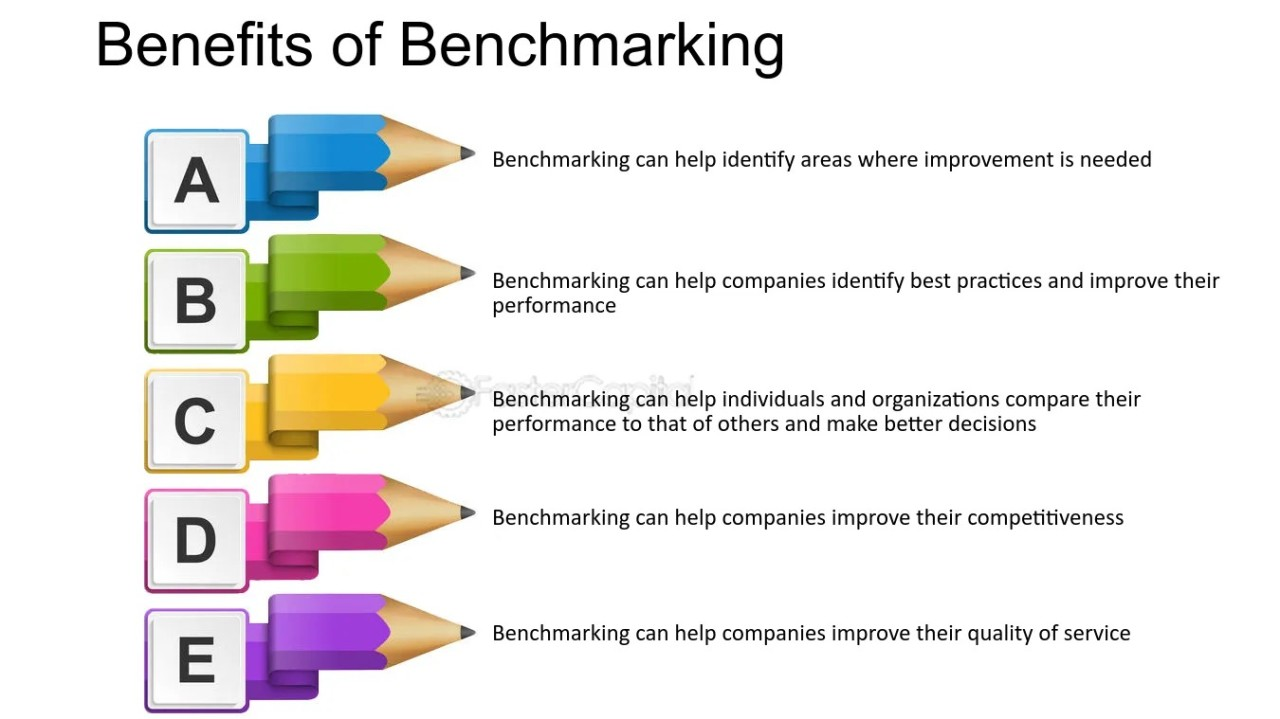 Benefits of Benchmarking
A
Benchmarking can help identify areas where improvement is needed
B
Benchmarking can help companies identify best practices and improve their
performance
FasterCapital
C
Benchmarking can help individuals and organizations compare their
performance to that of others and make better decisions
D
Benchmarking can help companies improve their competitiveness
E
Benchmarking can help companies improve their quality of service